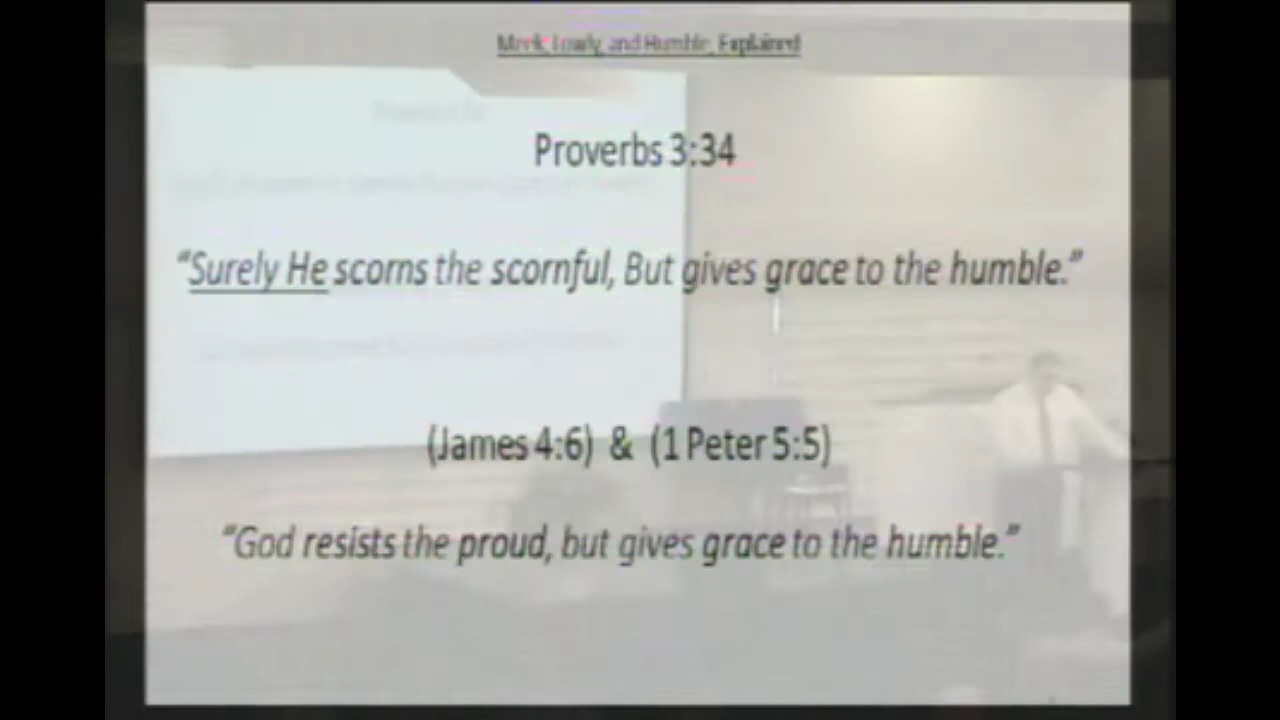 Meek, Lowly, and Humble, Explained
Proverbs 3:34
“Surely He scorns the scornful, But gives grace to the humble.”
(James 4:6) & (1 Peter 5:5)
“God resists the proud, but gives grace to the humble.”